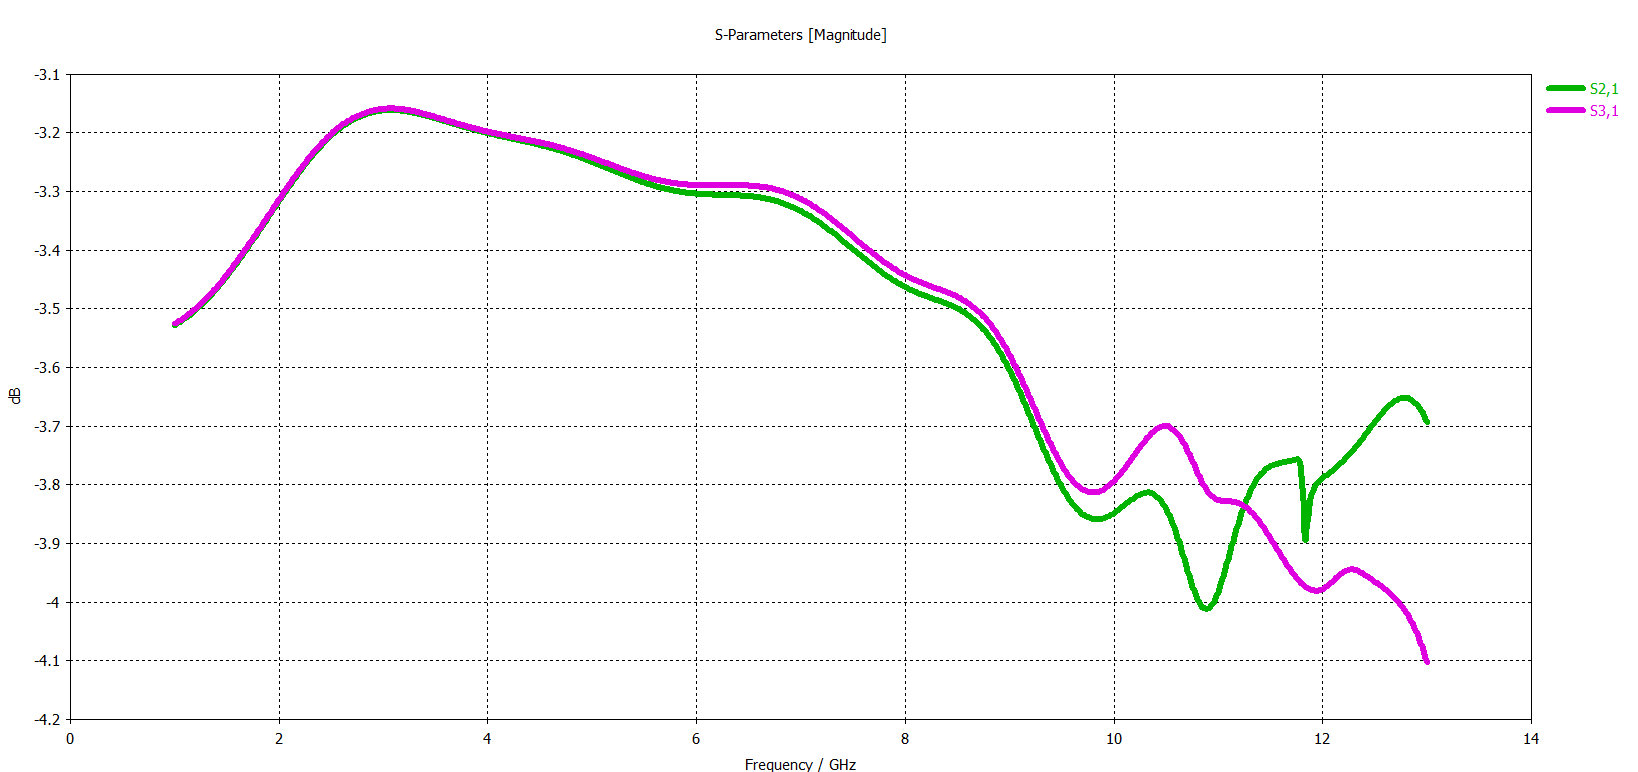 S-Parameters [Magnitude]
-3.1
-3.2
-3.3
-3.4
-3.5
-3.6
-3.7
-3.8
-3.9
-4
-4.1
-4.2
dB
0 2 4 6 8 10 12 14
Frequency / GHz
S2,1
S3,1